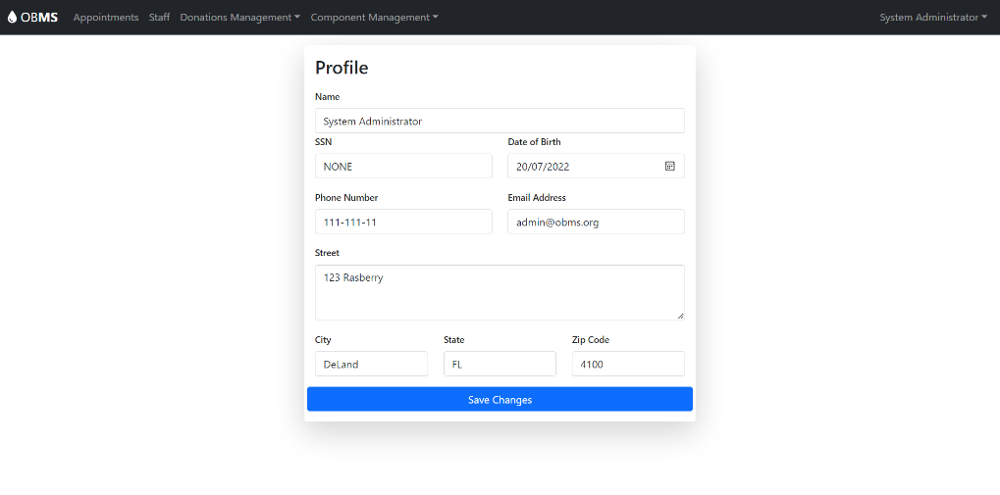 OBMS Appointments Staff Donations Management Component Management System Administrator
Profile
Name
System Administrator
SSN Date of Birth
NONE 20/07/2022
Phone Number Email Address
111-111-11 admin@obms.org
Street
123 Rasberry
City State Zip Code
DeLand FL 4100
Save Changes